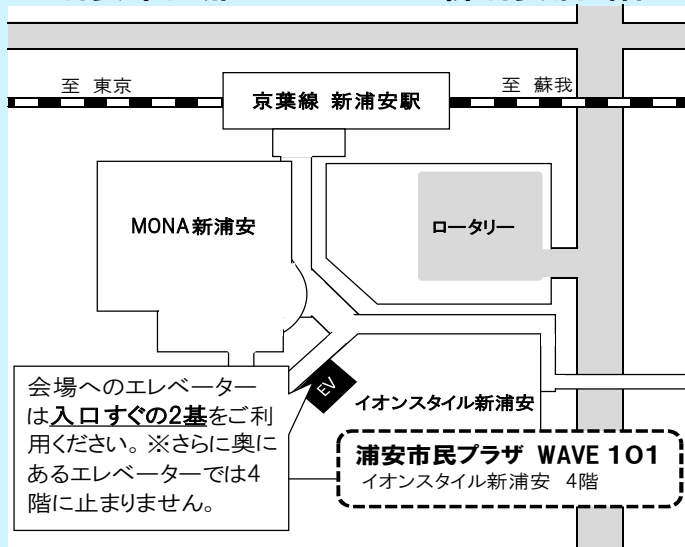 至 東京
京葉線 新浦安駅
至 蘇我
MONA新浦安
ロータリー
EV
イオンスタイル新浦安
会場へのエレベーター
は入口すぐの2基をご利
用ください。※さらに奥に
あるエレベーターでは4
階に止まりません。
浦安市民プラザ WAVE 101
イオンスタイル新浦安 4階